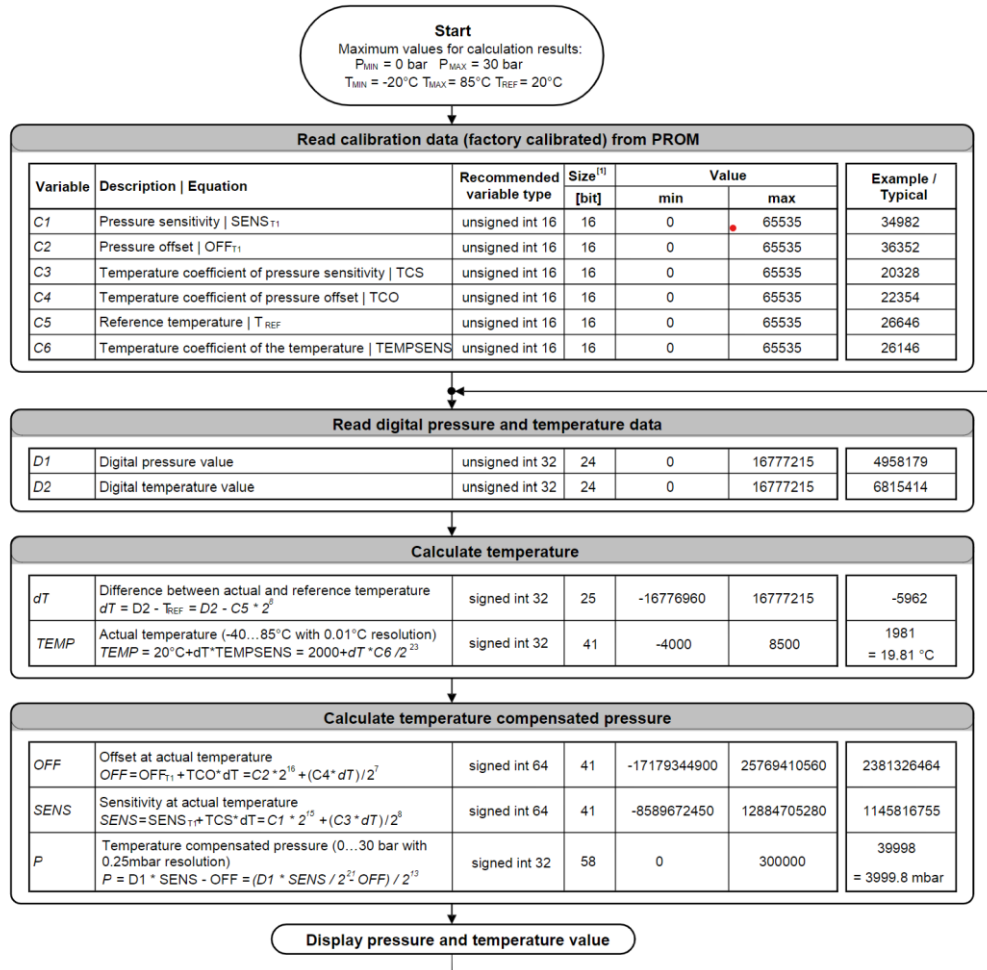 Start
Maximum values for calculation results:
PMIN = 0 bar PMAX = 30 bar
TMIN = -20°C TMAX = 85°C TREF = 20°C
Read calibration data (factory calibrated) from PROM
Variable | Description | Equation | Recommended variable type | Size[1] [bit] | Value min | max | Example / Typical
C1 Pressure sensitivity | SENST1 unsigned int 16 16 0 65535 34982
C2 Pressure offset | OFFT1 unsigned int 16 16 0 65535 36352
C3 Temperature coefficient of pressure sensitivity | TCS unsigned int 16 16 0 65535 20328
C4 Temperature coefficient of pressure offset | TCO unsigned int 16 16 0 65535 22354
C5 Reference temperature | T REF unsigned int 16 16 0 65535 26646
C6 Temperature coefficient of the temperature | TEMPSENS unsigned int 16 16 0 65535 26146
Read digital pressure and temperature data
D1 Digital pressure value unsigned int 32 24 0 16777215 4958179
D2 Digital temperature value unsigned int 32 24 0 16777215 6815414
Calculate temperature
Difference between actual and reference temperature
dT dT = D2 - TREF = D2 - C5 * 2^8 signed int 32 25 -16776960 16777215 -5962
Actual temperature (-40…85°C with 0.01°C resolution) 1981
TEMP TEMP = 20°C+dT*TEMPSENS = 2000+dT*C6/2^23 signed int 32 41 -4000 8500 = 19.81 °C
Calculate temperature compensated pressure
Offset at actual temperature
OFF OFF=OFFT1+TCO*dT =C2*2^16 +(C4*dT)/2^7 signed int 64 41 -17179344900 25769410560 2381326464
Sensitivity at actual temperature
SENS SENS=SENST1+TCS*dT=C1 * 2^15 +(C3*dT)/2^8 signed int 64 41 -8589672450 12884705280 1145816755
Temperature compensated pressure (0…30 bar with 39998
P 0.25mbar resolution) signed int 32 58 0 300000
P = D1 * SENS - OFF = (D1 * SENS / 2^21 - OFF) / 2^13 = 3999.8 mbar
Display pressure and temperature value